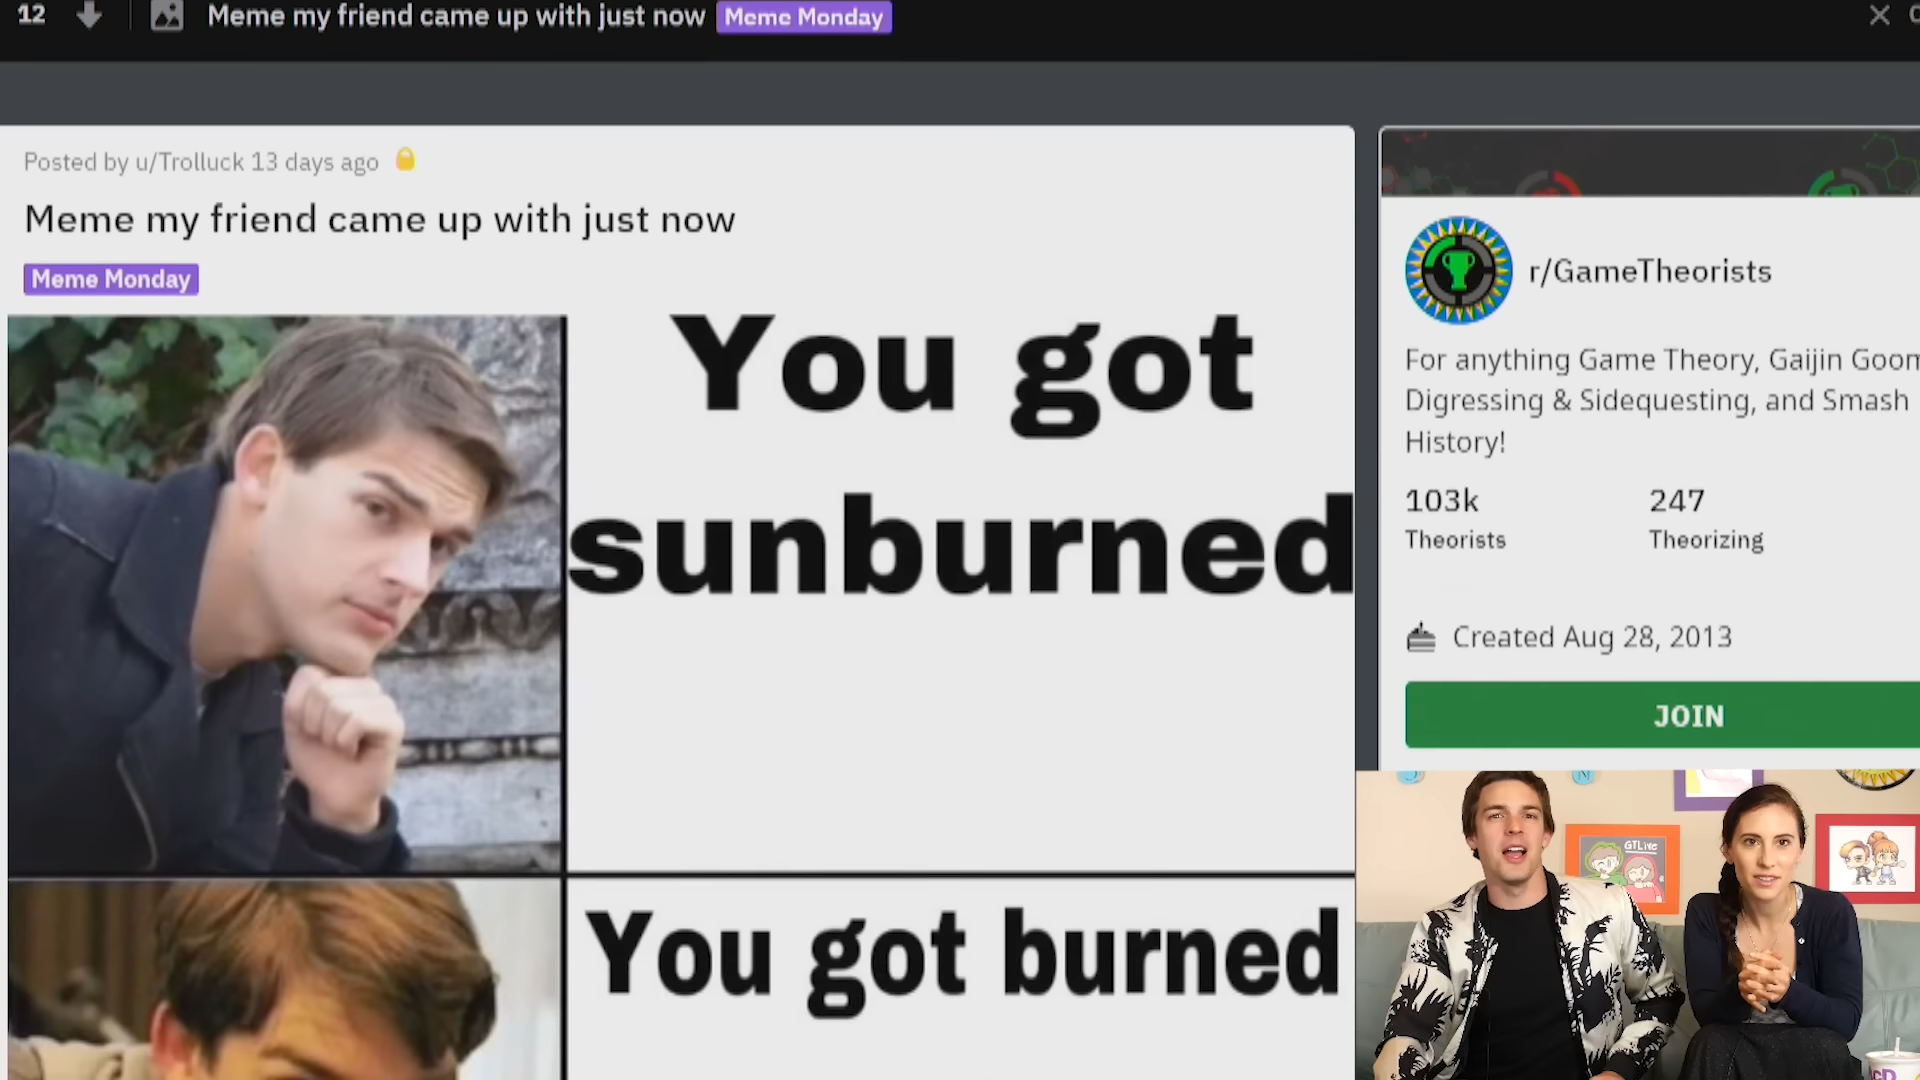 12
Meme my friend came up with just now Meme Monday
Posted by u/Trolluck 13 days ago
Meme my friend came up with just now
Meme Monday
You got
sunburned
You got burned
r/GameTheorists
For anything Game Theory, Gaijin Goom
Digressing & Sidequesting, and Smash
History!
103k 247
Theorists Theorizing
Created Aug 28, 2013
JOIN
GTLive